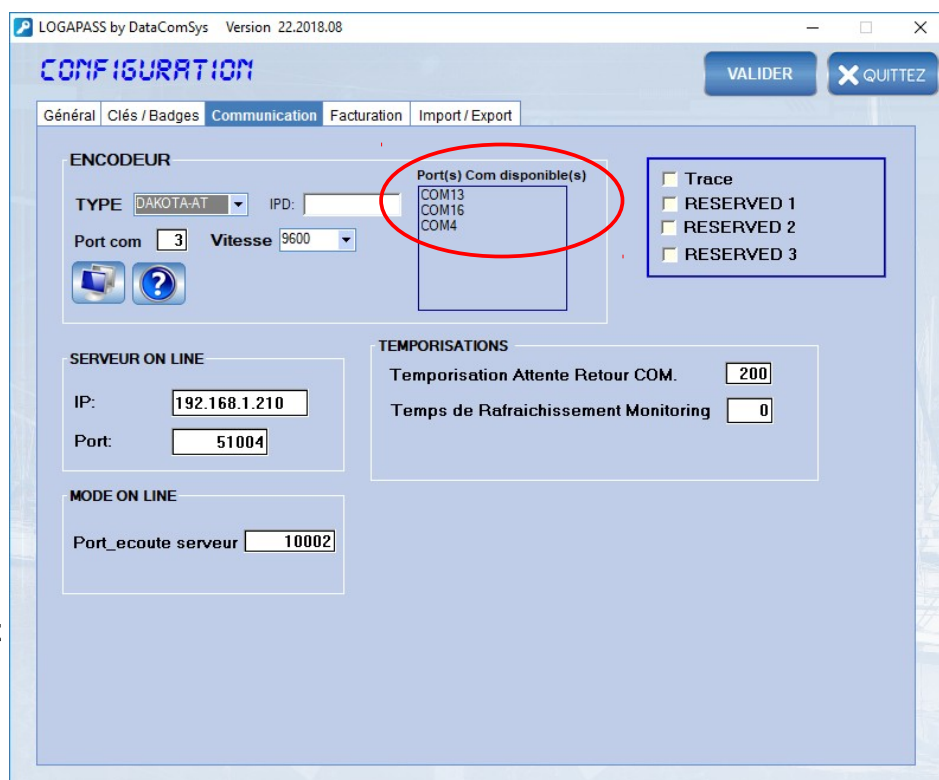 LOGAPASS by DataComSys Version 22.2018.08
CONFIGURATION
VALIDER
QUITTEZ
Général Clés / Badges Communication Facturation Import / Export
ENCODEUR
TYPE DAKOTA-AT IPD:
Port com 3 Vitesse 9600
Port(s) Com disponible(s)
COM13
COM16
COM4
Trace
RESERVED 1
RESERVED 2
RESERVED 3
SERVEUR ON LINE
IP: 192.168.1.210
Port: 51004
TEMPORISATIONS
Temporisation Attente Retour COM. 200
Temps de Rafraichissement Monitoring 0
MODE ON LINE
Port_ecoute serveur 10002